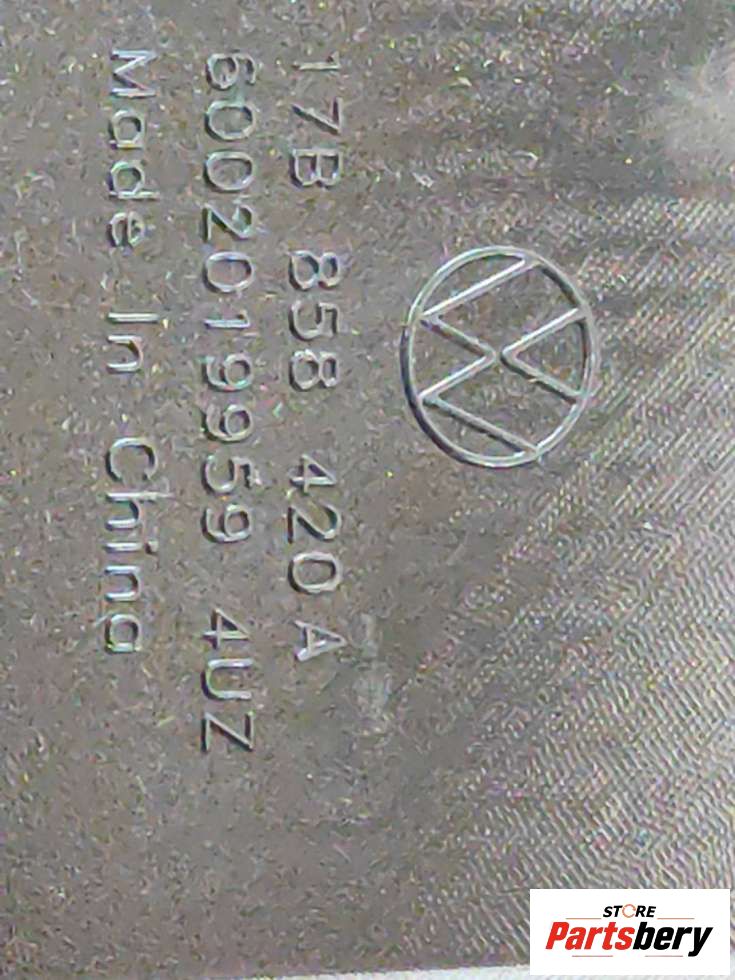 17B 858 420 A
6002019959 4UZ
Made In China
STORE
Partsbery